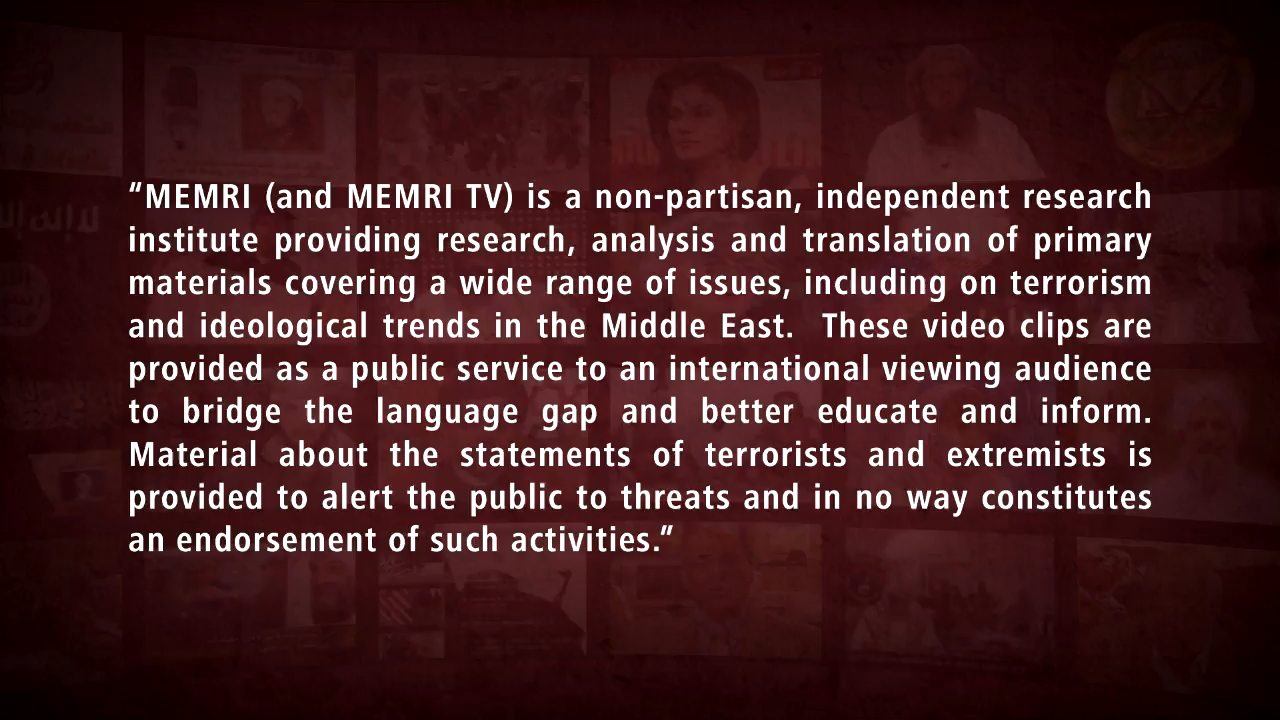 “MEMRI (and MEMRI TV) is a non-partisan, independent research
institute providing research, analysis and translation of primary
materials covering a wide range of issues, including on terrorism
and ideological trends in the Middle East.  These video clips are
provided as a public service to an international viewing audience
to bridge the language gap and better educate and inform.
Material about the statements of terrorists and extremists is
provided to alert the public to threats and in no way constitutes
an endorsement of such activities.”